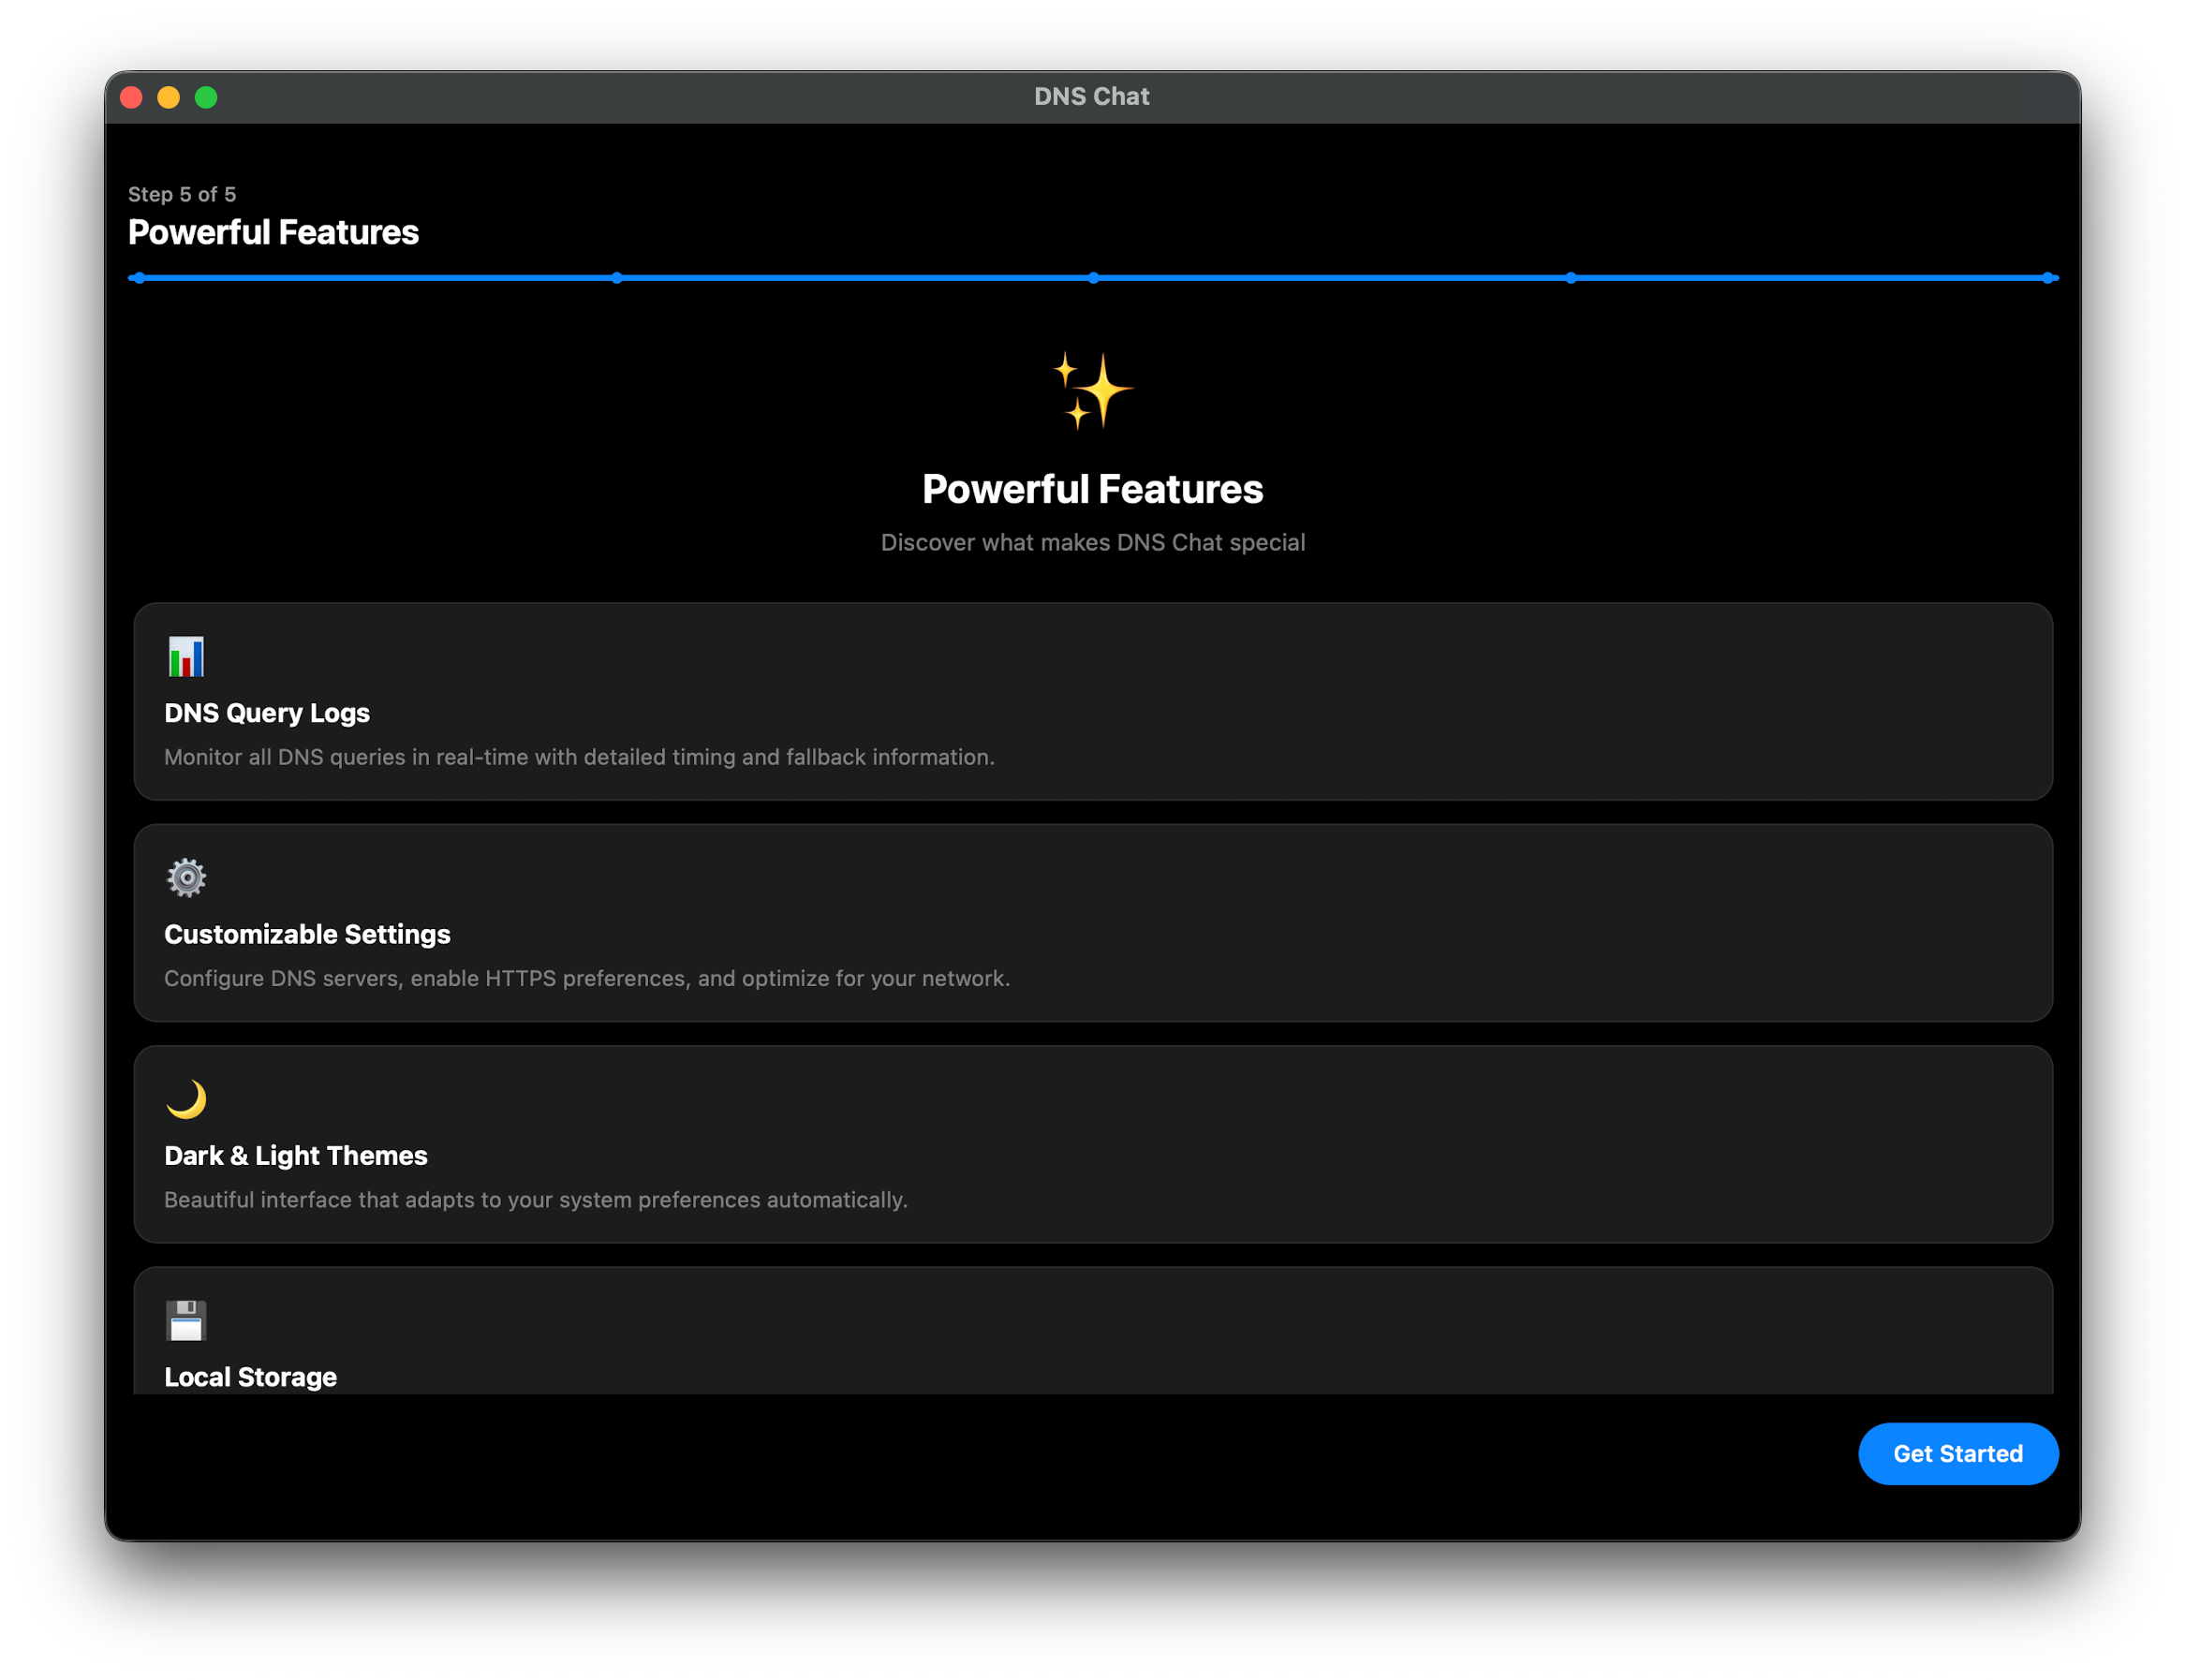 DNS Chat
Step 5 of 5
Powerful Features
Powerful Features
Discover what makes DNS Chat special
DNS Query Logs
Monitor all DNS queries in real-time with detailed timing and fallback information.
Customizable Settings
Configure DNS servers, enable HTTPS preferences, and optimize for your network.
Dark & Light Themes
Beautiful interface that adapts to your system preferences automatically.
Local Storage
Get Started